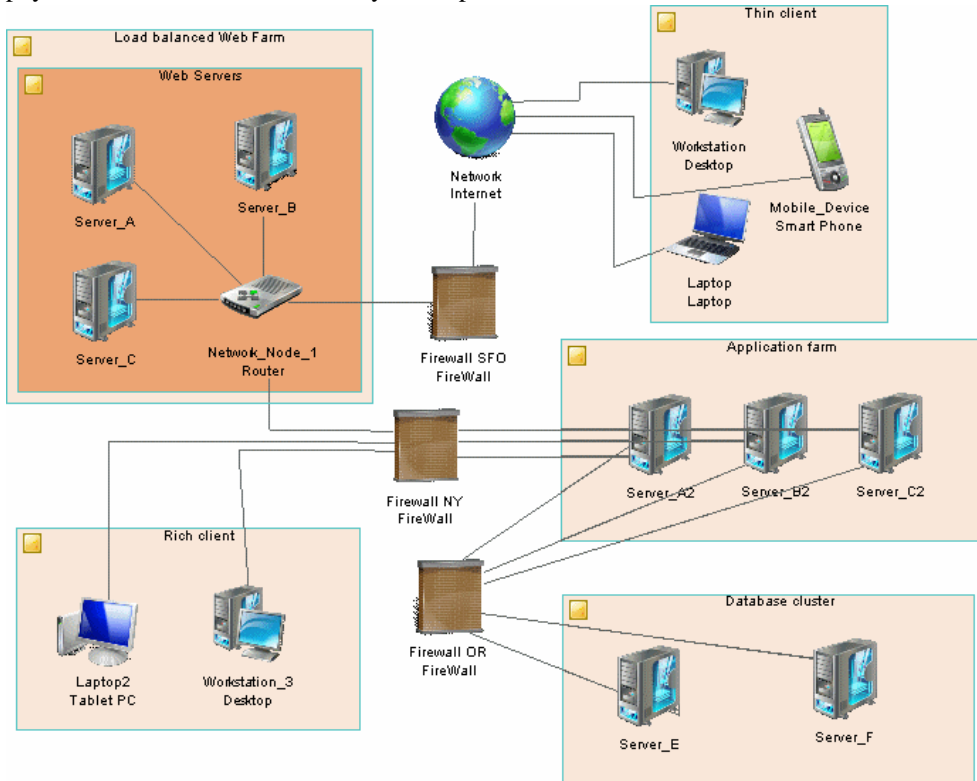 Load balanced Web Farm
Web Servers
Server_A
Server_B
Server_C
Network_Node_1
Router
Network
Internet
Firewall SFO
FireWall
Thin client
Workstation
Desktop
Mobile_Device
Smart Phone
Laptop
Laptop
Application farm
Server_A2
Server_B2
Server_C2
Firewall NY
FireWall
Rich client
Laptop2
Tablet PC
Workstation_3
Desktop
Firewall OR
FireWall
Database cluster
Server_E
Server_F